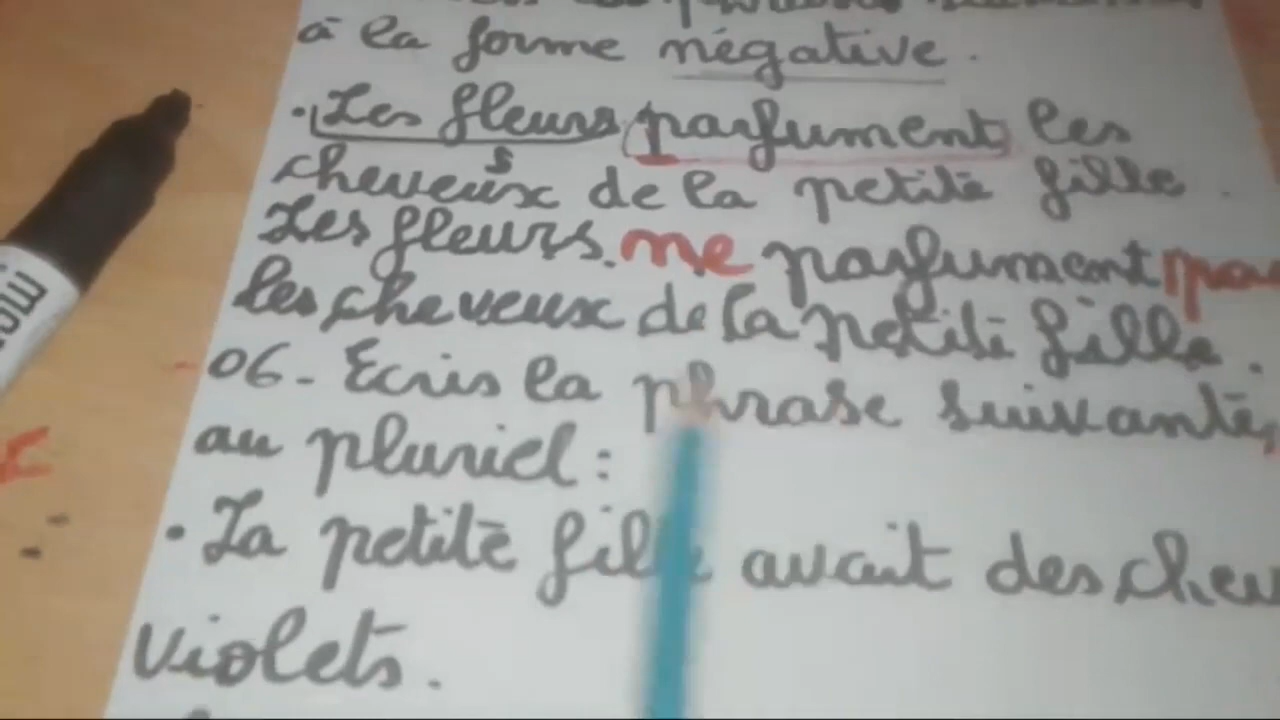 à la forme négative.
. Les fleurs parfument les
s
cheveux de la petite fille.
Les fleurs ne parfument
les cheveux de la petite fille.
06 - Ecris la phrase suivante,
au pluriel :
. La petite fille avait des
violets.